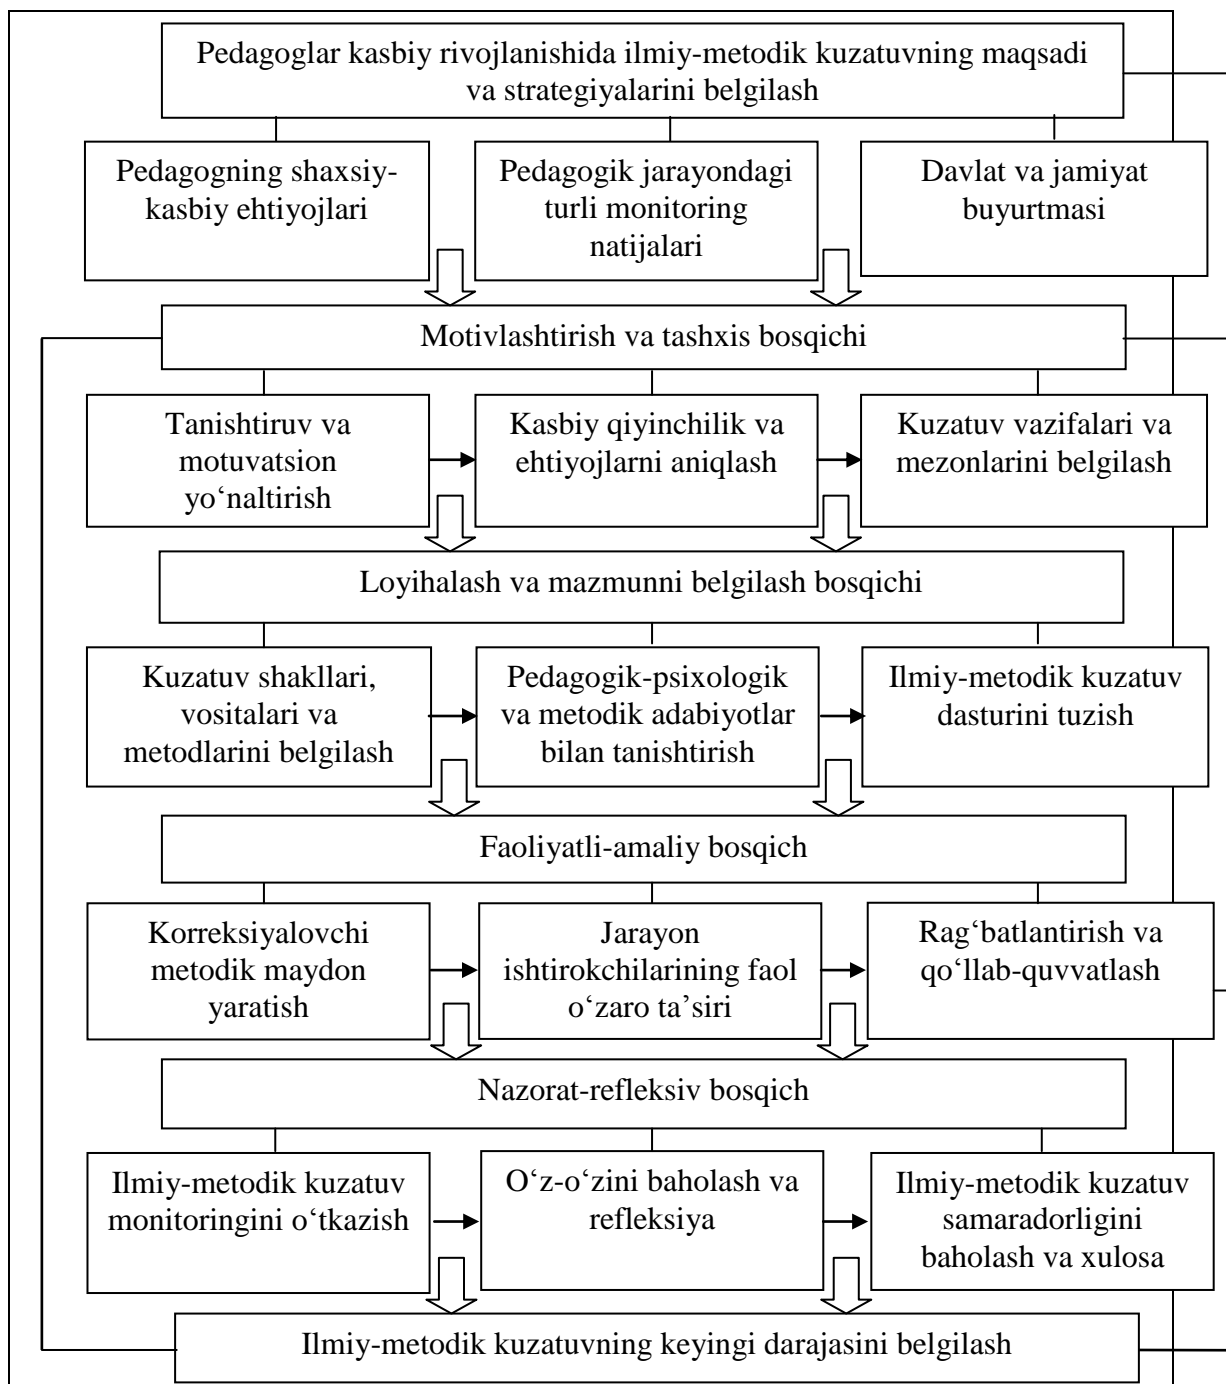 Pedagoglar kasbiy rivojlanishida ilmiy-metodik kuzatuvning maqsadi
va strategiyalarini belgilash
Pedagogning shaxsiy-
kasbiy ehtiyojlari
Pedagogik jarayondagi
turli monitoring
natijalari
Davlat va jamiyat
buyurtmasi
Motivlashtirish va tashxis bosqichi
Tanishtiruv va
motuvatsion
yo‘naltirish
Kasbiy qiyinchilik va
ehtiyojlarni aniqlash
Kuzatuv vazifalari va
mezonlarini belgilash
Loyihalash va mazmunni belgilash bosqichi
Kuzatuv shakllari,
vositalari va
metodlarini belgilash
Pedagogik-psixologik
va metodik adabiyotlar
bilan tanishtirish
Ilmiy-metodik kuzatuv
dasturini tuzish
Faoliyatli-amaliy bosqich
Korreksiyalovchi
metodik maydon
yaratish
Jarayon
ishtirokchilarining faol
o‘zaro ta’siri
Rag‘batlantirish va
qo‘llab-quvvatlash
Nazorat-refleksiv bosqich
Ilmiy-metodik kuzatuv
monitoringini o‘tkazish
O‘z-o‘zini baholash va
refleksiya
Ilmiy-metodik kuzatuv
samaradorligini
baholash va xulosa
Ilmiy-metodik kuzatuvning keyingi darajasini belgilash